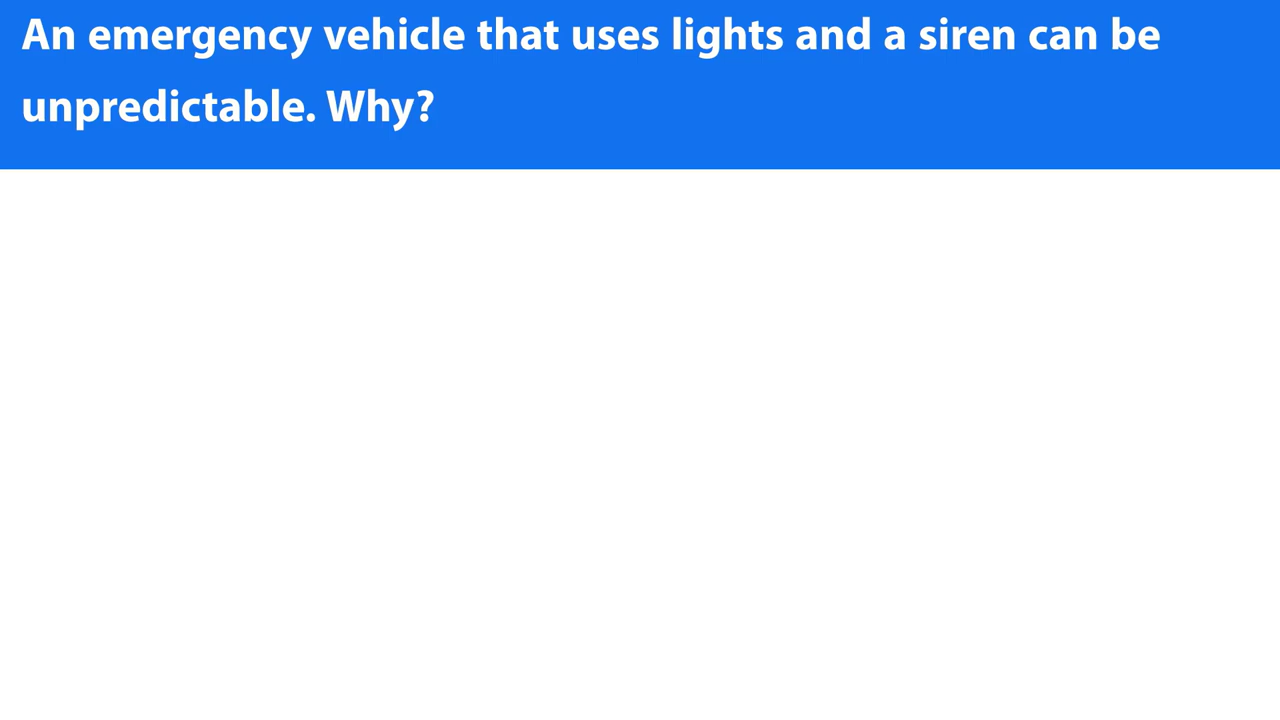 An emergency vehicle that uses lights and a siren can be
unpredictable. Why?